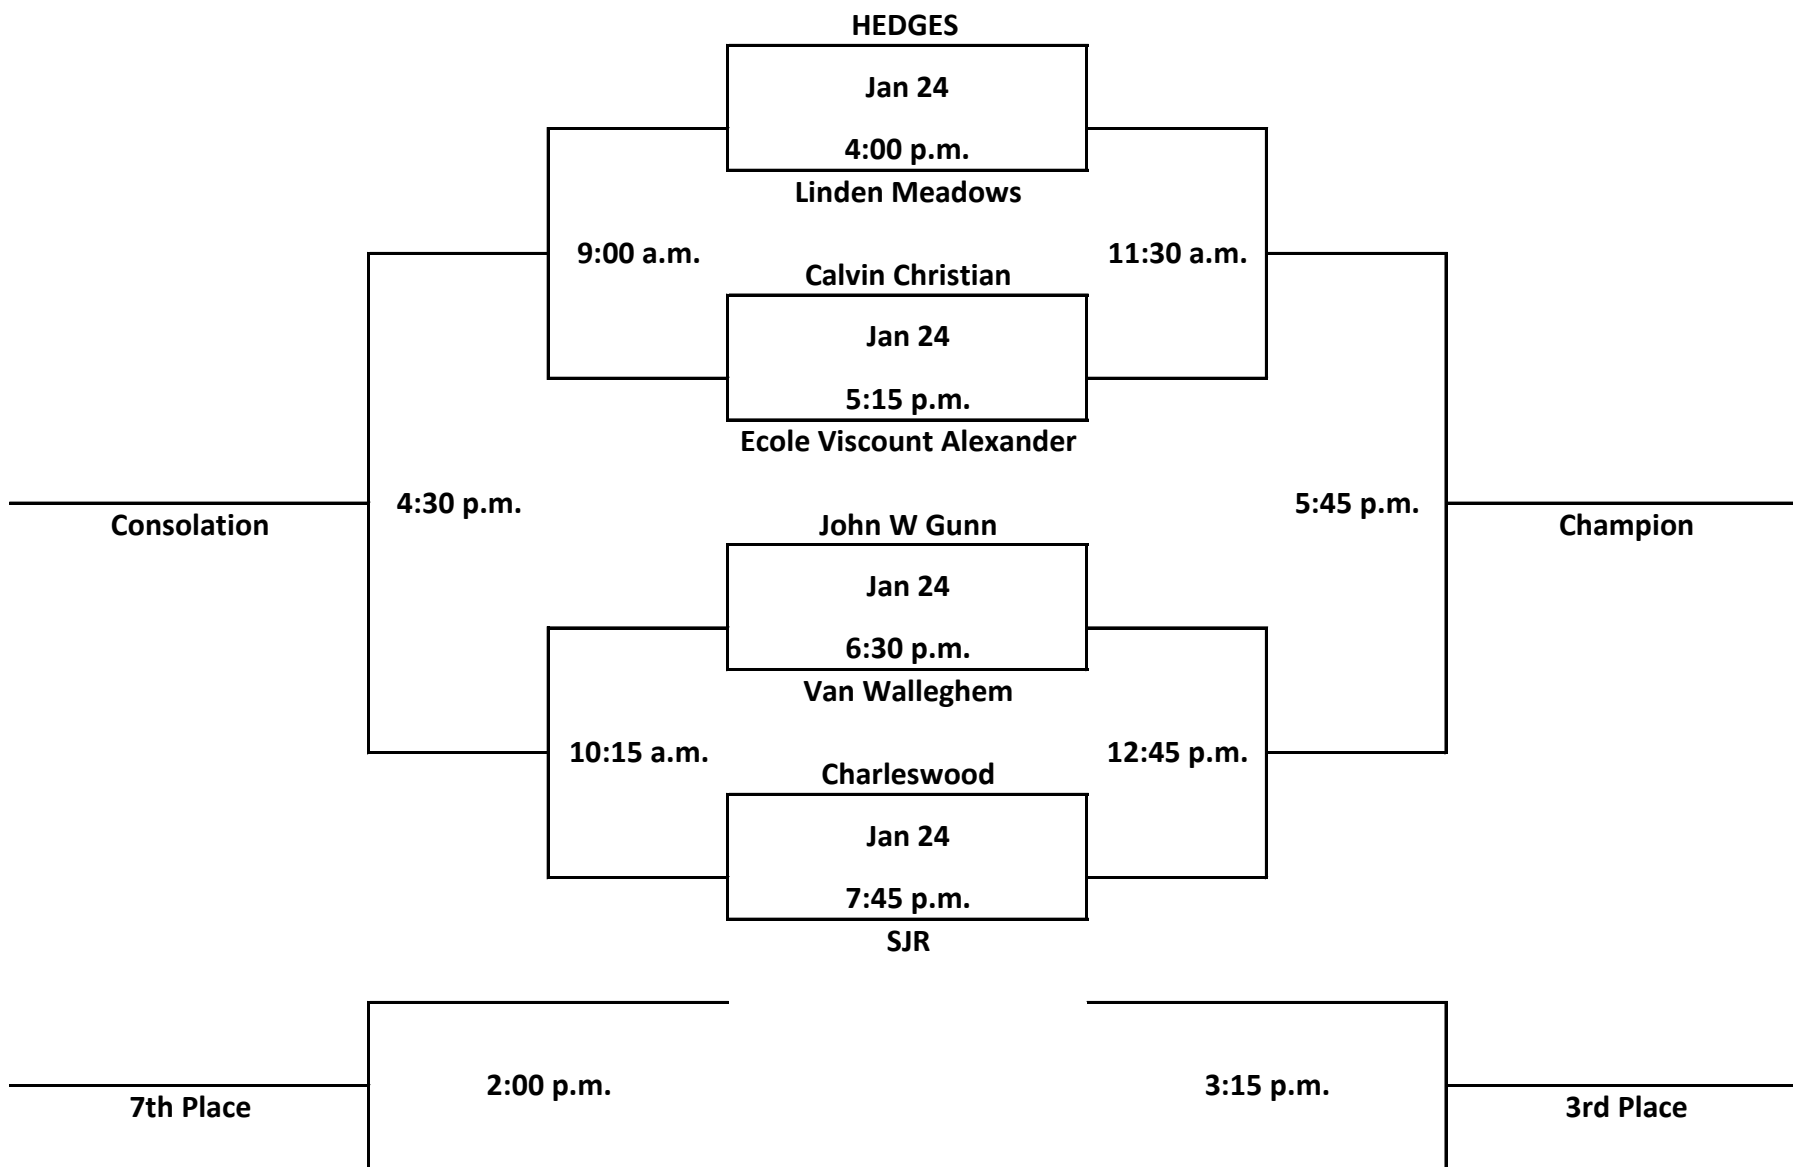 HEDGES
Jan 24
4:00 p.m.
Linden Meadows
9:00 a.m.
11:30 a.m.
Calvin Christian
Jan 24
5:15 p.m.
Ecole Viscount Alexander
4:30 p.m.
5:45 p.m.
Consolation
John W Gunn
Champion
Jan 24
6:30 p.m.
Van Walleghem
10:15 a.m.
12:45 p.m.
Charleswood
Jan 24
7:45 p.m.
SJR
2:00 p.m.
3:15 p.m.
7th Place
3rd Place